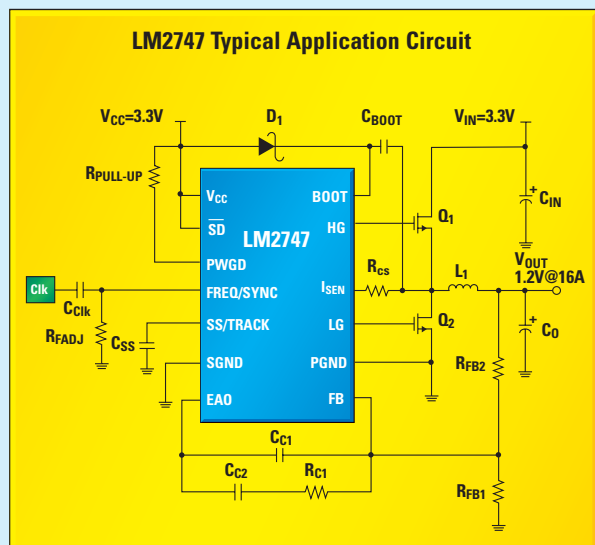 LM2747 Typical Application Circuit
VCC=3.3V
D1
CBOOT
VIN=3.3V
RPULL-UP
VCC
BOOT
+
CIN
SD
LM2747
HG
Q1
PWGD
VOUT
1.2V@16A
Clk
CClk
FREQ/SYNC
ISEN
Rcs
L1
RFADJ
CSS
SS/TRACK
LG
Q2
+
CO
SGND
PGND
RFB2
EAO
FB
CC1
CC2
RC1
RFB1